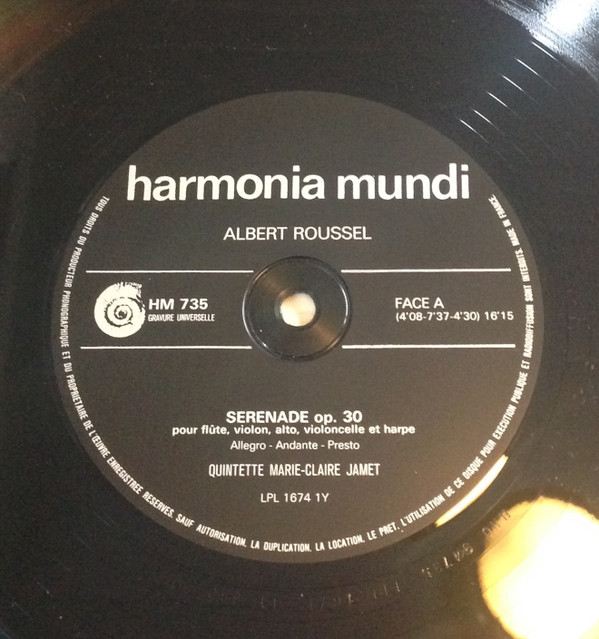 harmonia mundi
ALBERT ROUSSEL
HM 735
GRAVURE UNIVERSELLE
FACE A
(4'08-7'37-4'30) 16'15
SERENADE op. 30
pour flûte, violon, alto, violoncelle et harpe
Allegro - Andante - Presto
QUINTETTE MARIE-CLAIRE JAMET
LPL 1674 1Y
TOUS DROITS DU PRODUCTEUR PHONOGRAPHIQUE ET DU PROPRIETAIRE DE L'ŒUVRE ENREGISTREE RESERVES. SAUF AUTORISATION, LA DUPLICATION, LA LOCATION, LE PRET, L'UTILISATION DE CE DISQUE POUR EXECUTION PUBLIQUE ET RADIODIFFUSION SONT INTERDITS. MADE IN FRANCE.